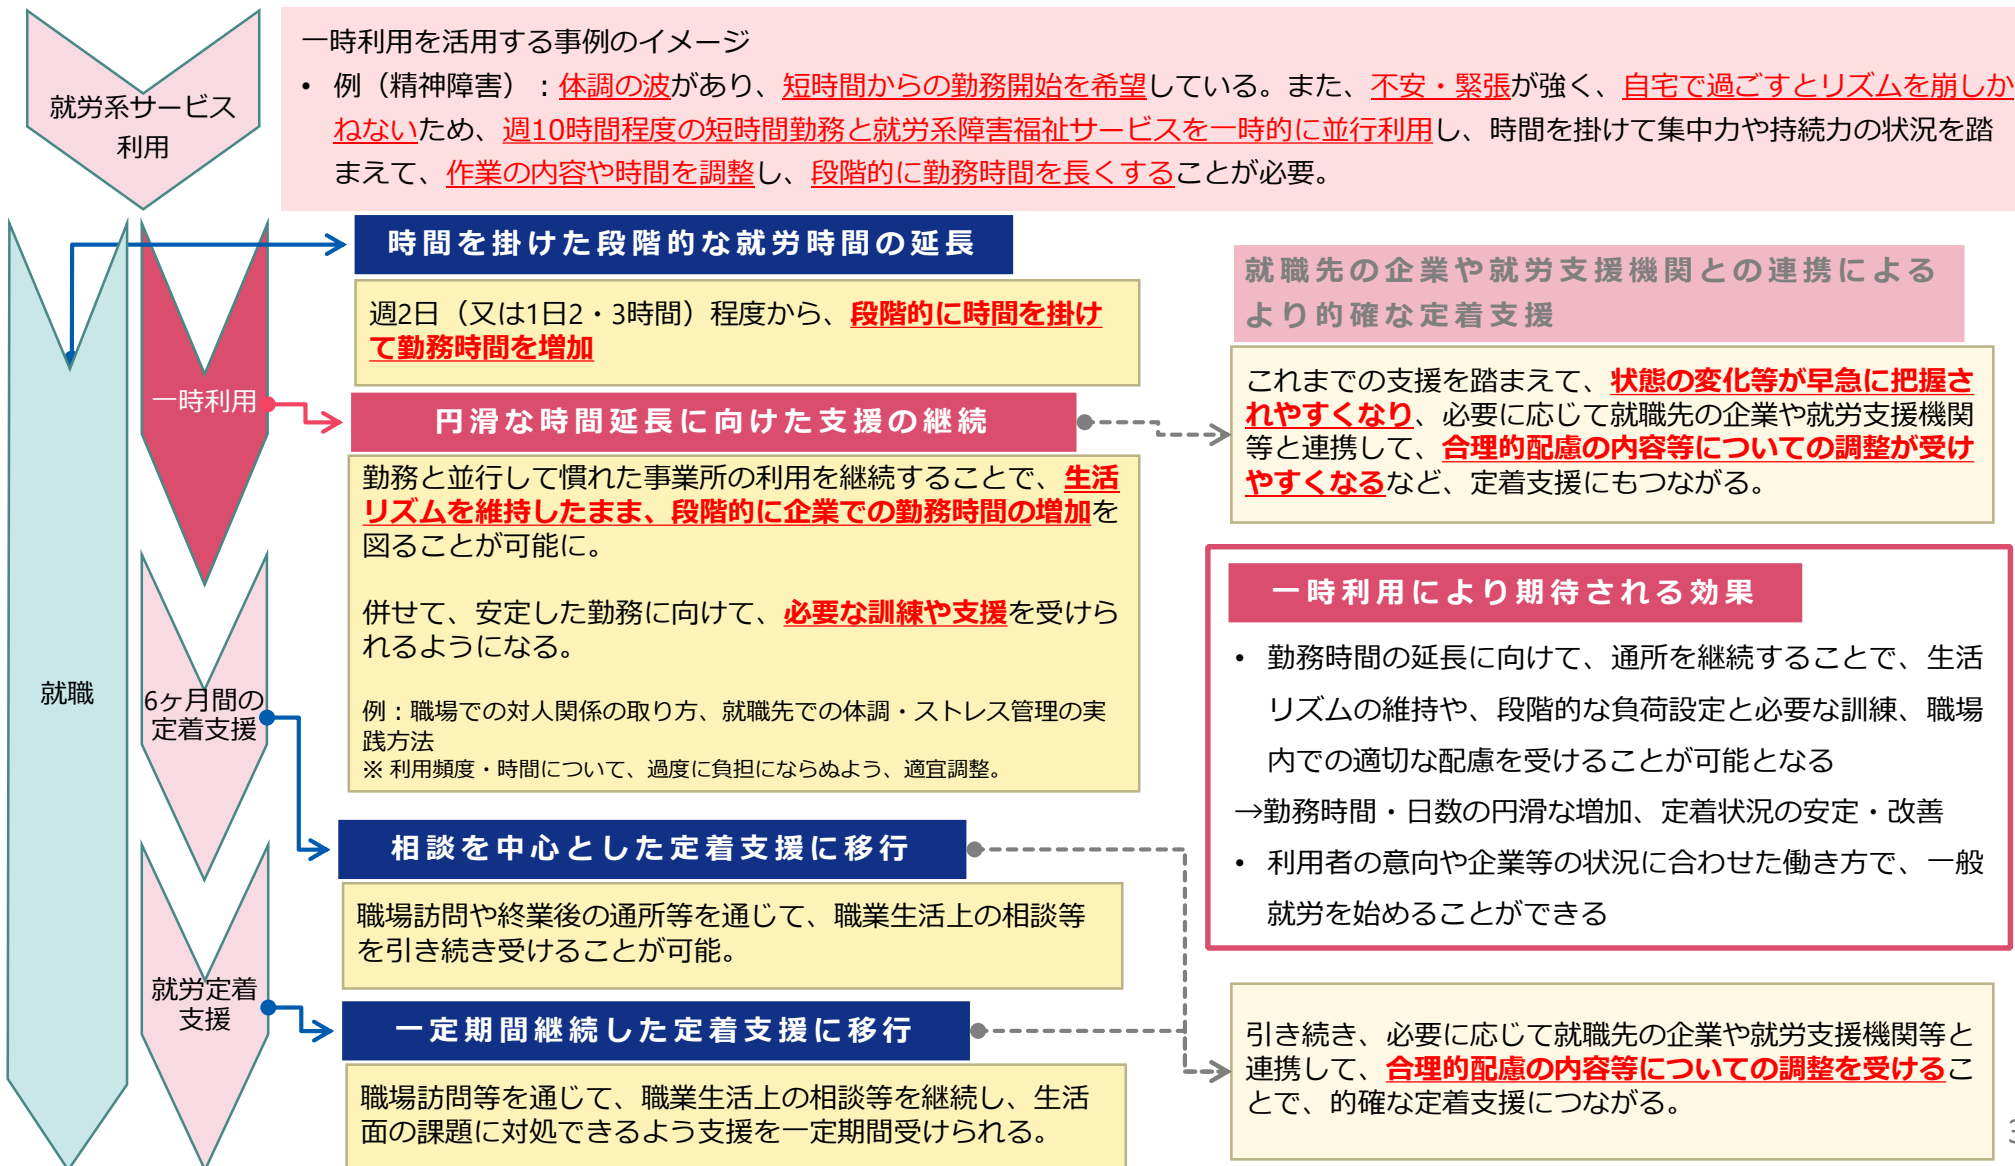 就労系サービス
利用
一時利用を活用する事例のイメージ
• 例（精神障害）：体調の波があり、短時間からの勤務開始を希望している。また、不安・緊張が強く、自宅で過ごすとリズムを崩しか
ねないため、週10時間程度の短時間勤務と就労系障害福祉サービスを一時的に並行利用し、時間を掛けて集中力や持続力の状況を踏
まえて、作業の内容や時間を調整し、段階的に勤務時間を長くすることが必要。
就職
一時利用
6ヶ月間の
定着支援
就労定着
支援
時間を掛けた段階的な就労時間の延長
週2日（又は1日2・3時間）程度から、段階的に時間を掛け
て勤務時間を増加
円滑な時間延長に向けた支援の継続
勤務と並行して慣れた事業所の利用を継続することで、生活
リズムを維持したまま、段階的に企業での勤務時間の増加を
図ることが可能に。
併せて、安定した勤務に向けて、必要な訓練や支援を受けら
れるようになる。
例：職場での対人関係の取り方、就職先での体調・ストレス管理の実
践方法
※ 利用頻度・時間について、過度に負担にならぬよう、適宜調整。
相談を中心とした定着支援に移行
職場訪問や終業後の通所等を通じて、職業生活上の相談等
を引き続き受けることが可能。
一定期間継続した定着支援に移行
職場訪問等を通じて、職業生活上の相談等を継続し、生活
面の課題に対処できるよう支援を一定期間受けられる。
就職先の企業や就労支援機関との連携による
より的確な定着支援
これまでの支援を踏まえて、状態の変化等が早急に把握さ
れやすくなり、必要に応じて就職先の企業や就労支援機関
等と連携して、合理的配慮の内容等についての調整が受け
やすくなるなど、定着支援にもつながる。
一時利用により期待される効果
• 勤務時間の延長に向けて、通所を継続することで、生活
リズムの維持や、段階的な負荷設定と必要な訓練、職場
内での適切な配慮を受けることが可能となる
→勤務時間・日数の円滑な増加、定着状況の安定・改善
• 利用者の意向や企業等の状況に合わせた働き方で、一般
就労を始めることができる
引き続き、必要に応じて就職先の企業や就労支援機関等と
連携して、合理的配慮の内容等についての調整を受けるこ
とで、的確な定着支援につながる。